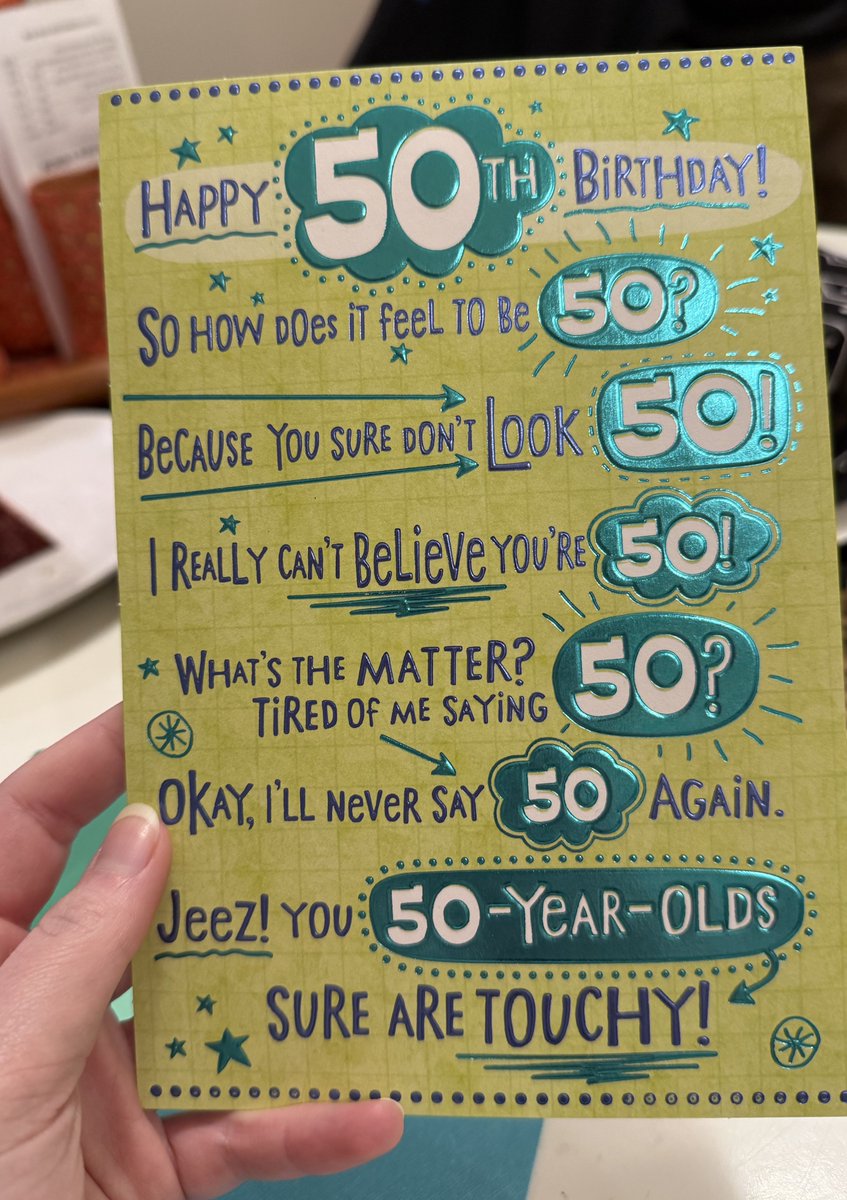 HAPPY 50TH BIRTHDAY!
SO HOW DOES IT FEEL TO BE 50?
BECAUSE YOU SURE DON'T LOOK 50!
I REALLY CAN'T BELIEVE YOU'RE 50!
WHAT'S THE MATTER?
TIRED OF ME SAYING 50?
OKAY, I'LL NEVER SAY 50 AGAIN.
JEEZ! YOU 50-YEAR-OLDS
SURE ARE TOUCHY!